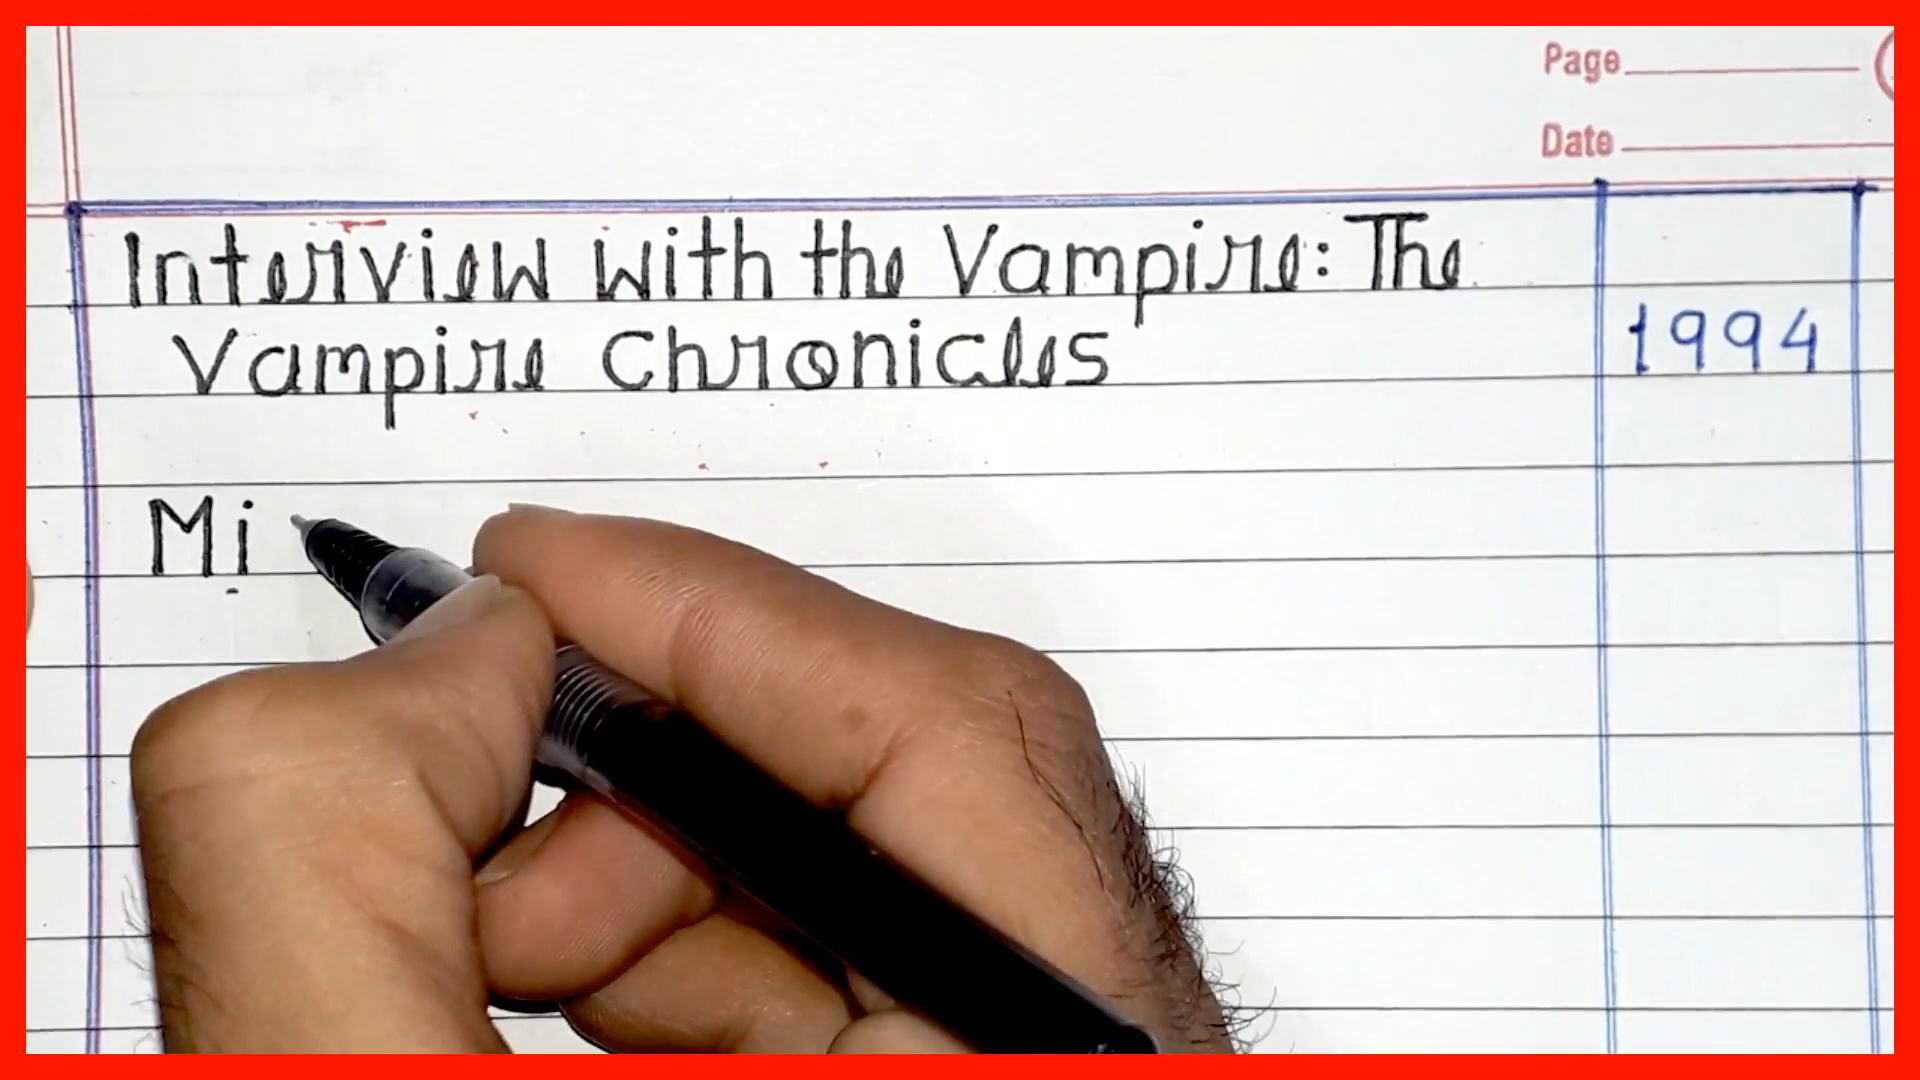 Page
Date
Interview with the Vampire: The
Vampire Chronicles
1994
Mi